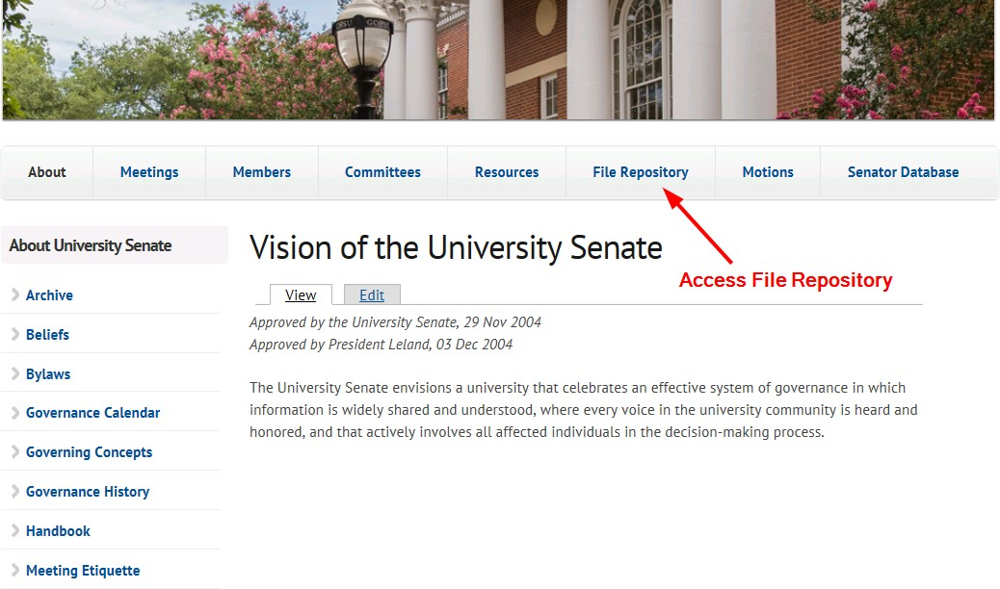 GCPSU GCPSU
About
Meetings
Members
Committees
Resources
File Repository
Motions
Senator Database
Access File Repository
About University Senate
Archive
Beliefs
Bylaws
Governance Calendar
Governing Concepts
Governance History
Handbook
Meeting Etiquette
Vision of the University Senate
View
Edit
Approved by the University Senate, 29 Nov 2004
Approved by President Leland, 03 Dec 2004
The University Senate envisions a university that celebrates an effective system of governance in which
information is widely shared and understood, where every voice in the university community is heard and
honored, and that actively involves all affected individuals in the decision-making process.